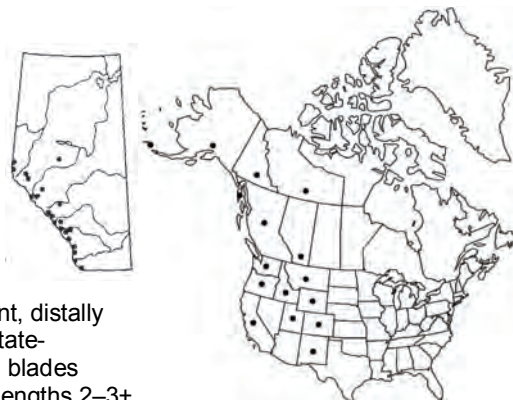 nt, distally
tate-
blades
engths 2–3+